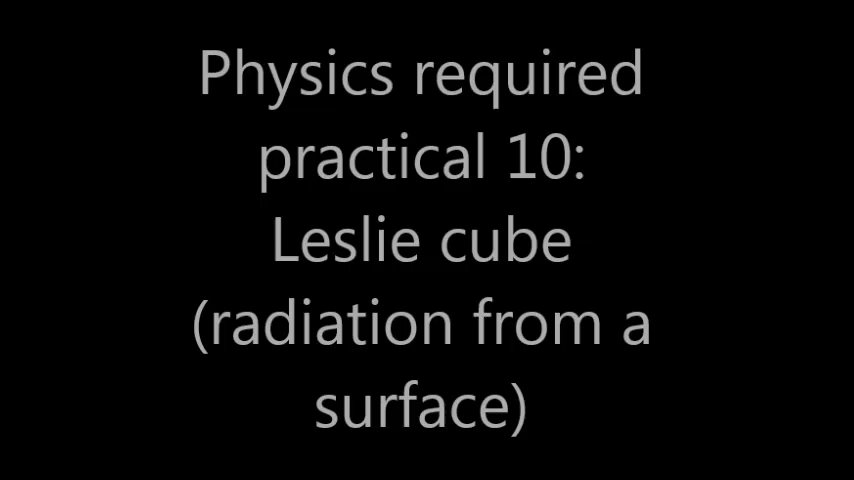 Physics required
practical 10:
Leslie cube
(radiation from a
surface)